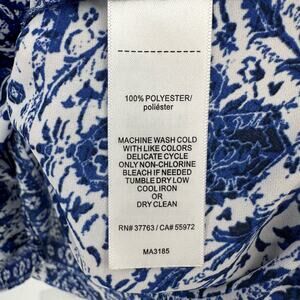 100% POLYESTER/
poliéster
MACHINE WASH COLD
WITH LIKE COLORS
DELICATE CYCLE
ONLY NON-CHLORINE
BLEACH IF NEEDED
TUMBLE DRY LOW
COOL IRON
OR
DRY CLEAN
RN# 37763 / CA# 55972
MA3185